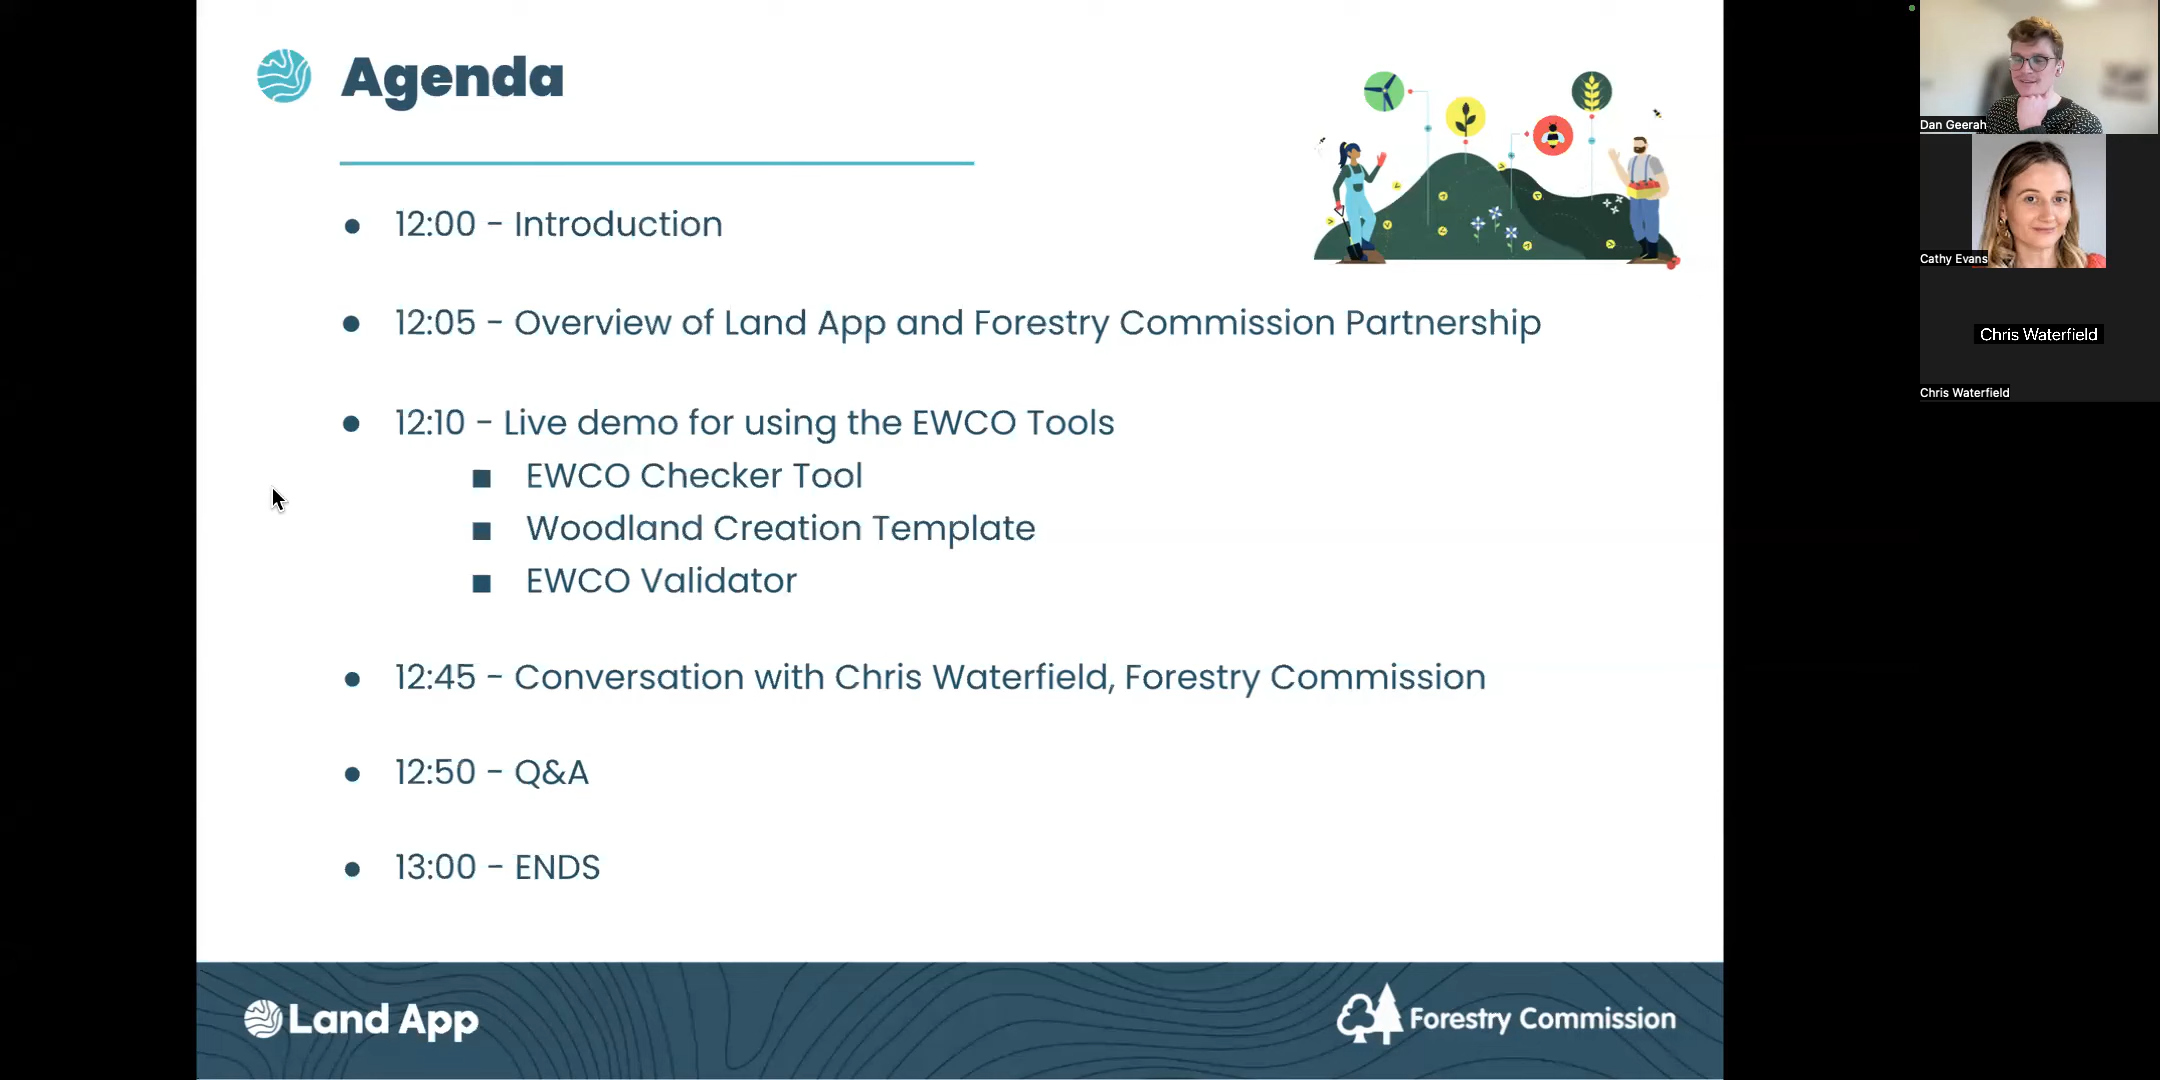 Agenda
12:00 - Introduction
12:05 - Overview of Land App and Forestry Commission Partnership
12:10 - Live demo for using the EWCO Tools
EWCO Checker Tool
Woodland Creation Template
EWCO Validator
12:45 - Conversation with Chris Waterfield, Forestry Commission
12:50 - Q&A
13:00 - ENDS
Land App
Forestry Commission
Dan Geerah
Cathy Evans
Chris Waterfield
Chris Waterfield